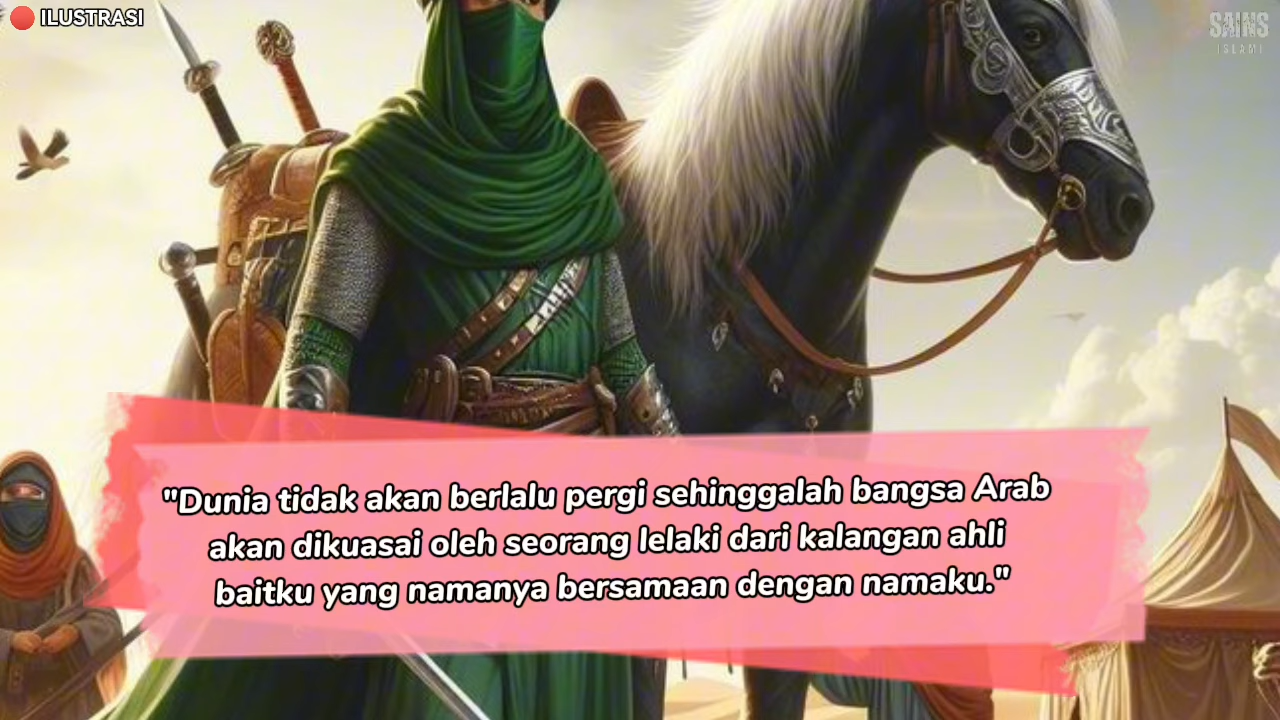 ILUSTRASI
SAINS
ISLAMI
"Dunia tidak akan berlalu pergi sehinggalah bangsa Arab
akan dikuasai oleh seorang lelaki dari kalangan ahli
baitku yang namanya bersamaan dengan namaku."